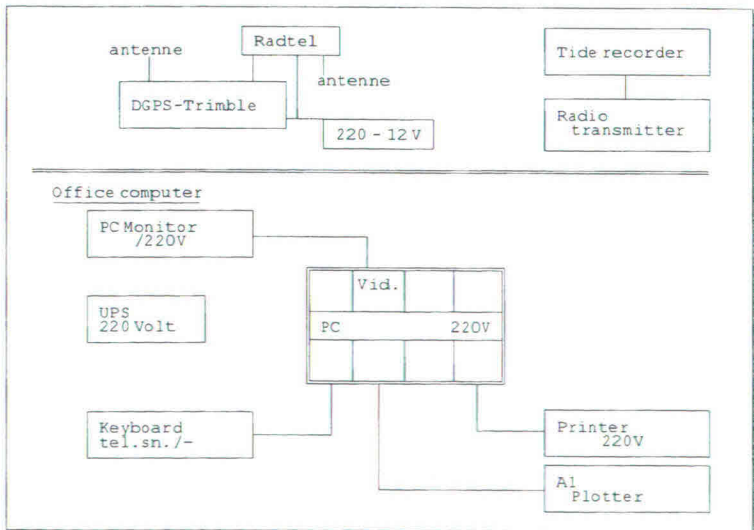 antenne
Radtel
antenne
DGPS-Trimble
220 - 12 V
Tide recorder
Radio
transmitter
Office computer
PC Monitor
/220V
Vid.
UPS
220 Volt
PC 220V
Keyboard
tel.sn./-
Printer
220V
A1
Plotter